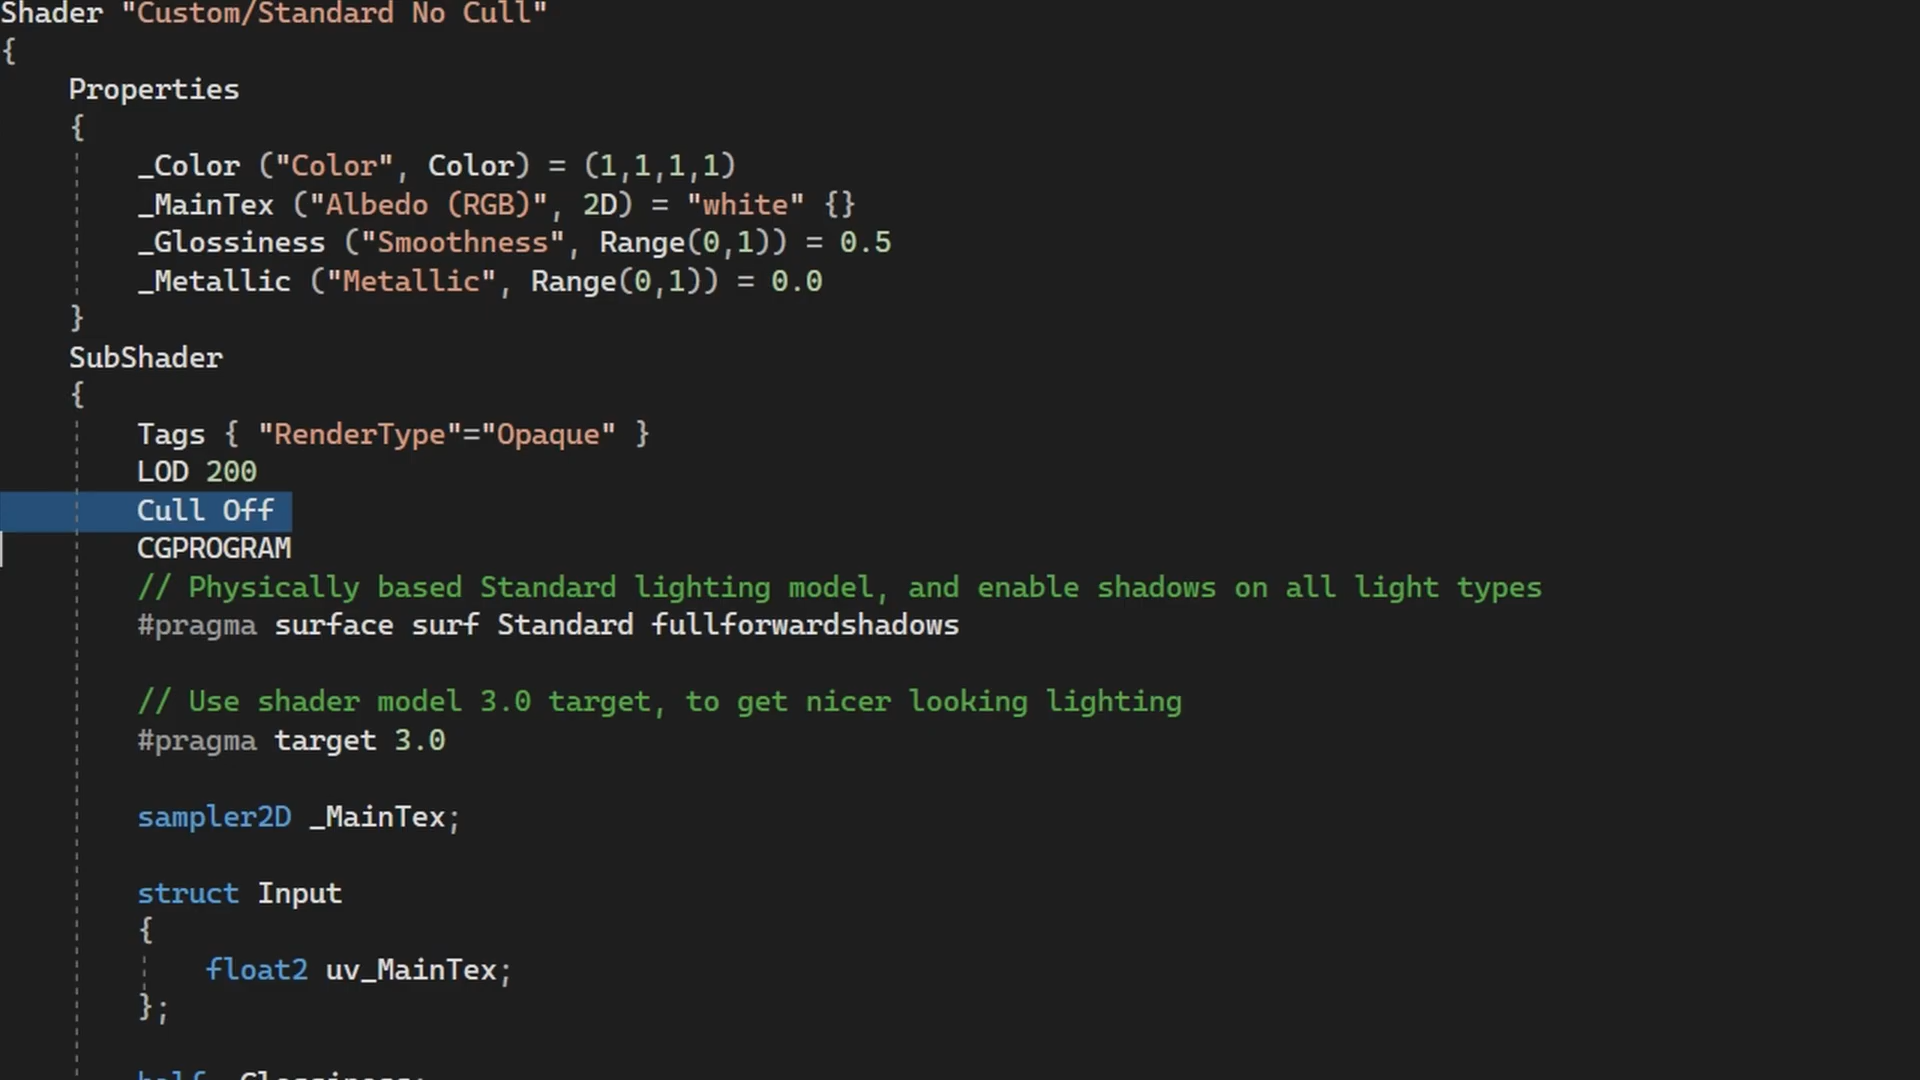 Shader "Custom/Standard No Cull"
{
Properties
{
_Color ("Color", Color) = (1,1,1,1)
_MainTex ("Albedo (RGB)", 2D) = "white" {}
_Glossiness ("Smoothness", Range(0,1)) = 0.5
_Metallic ("Metallic", Range(0,1)) = 0.0
}
SubShader
{
Tags { "RenderType"="Opaque" }
LOD 200
Cull Off
CGPROGRAM
// Physically based Standard lighting model, and enable shadows on all light types
#pragma surface surf Standard fullforwardshadows
// Use shader model 3.0 target, to get nicer looking lighting
#pragma target 3.0
sampler2D _MainTex;
struct Input
{
float2 uv_MainTex;
};
half _Glossiness;